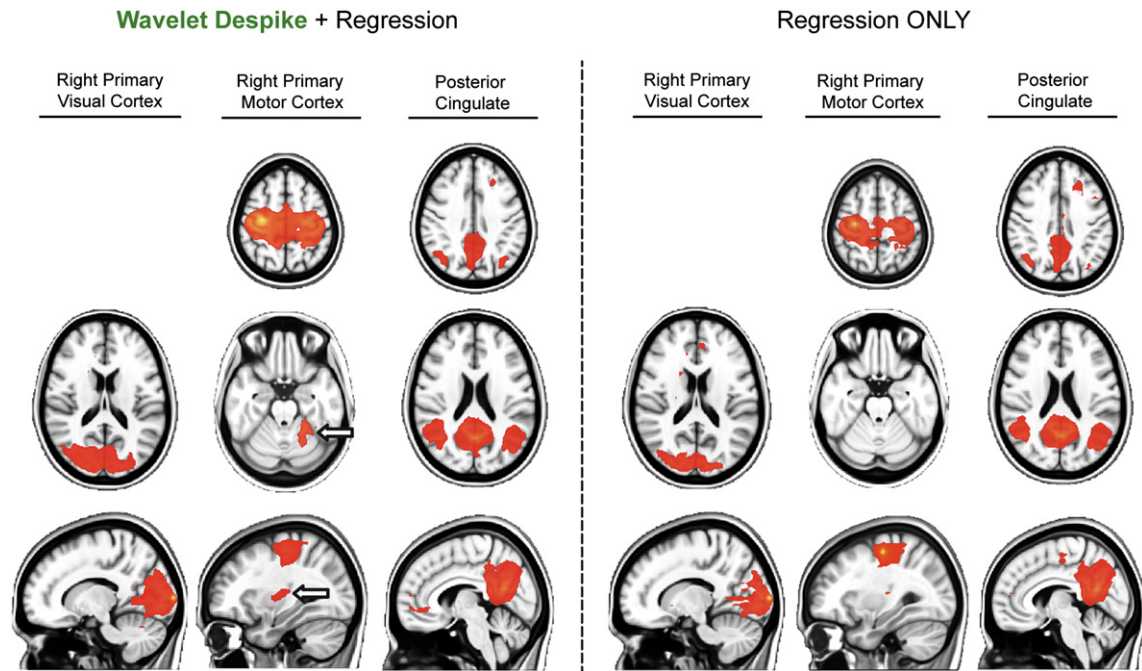 Wavelet Despike + Regression
Regression ONLY
Right Primary
Visual Cortex
Right Primary
Motor Cortex
Posterior
Cingulate
Right Primary
Visual Cortex
Right Primary
Motor Cortex
Posterior
Cingulate